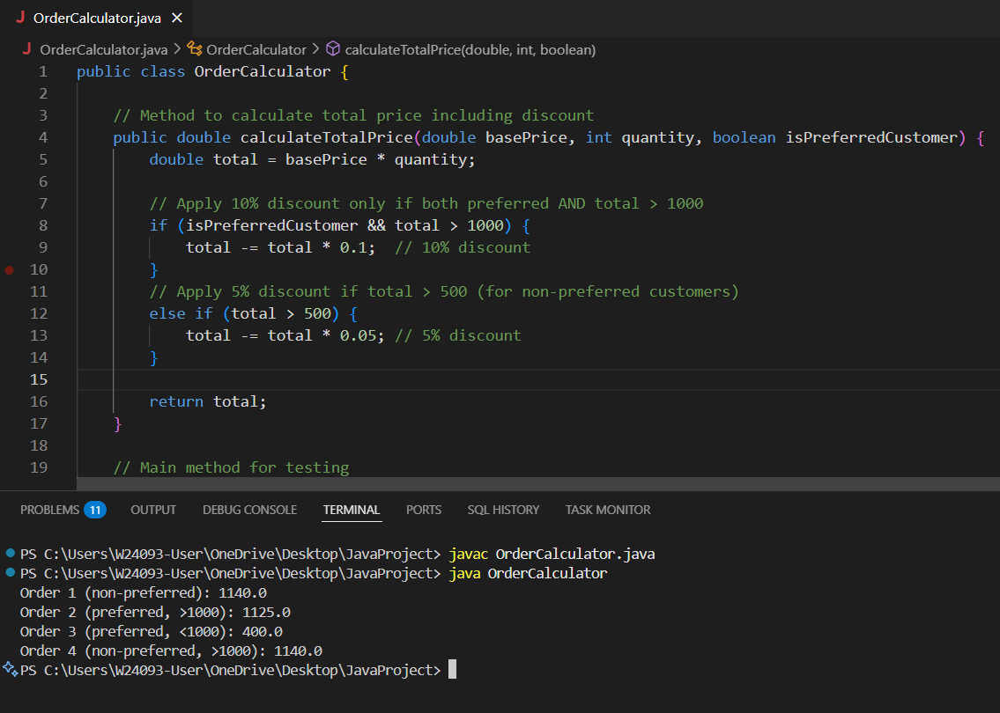 J OrderCalculator.java ×
J OrderCalculator.java > OrderCalculator > calculateTotalPrice(double, int, boolean)
1 public class OrderCalculator {
2
3 // Method to calculate total price including discount
4 public double calculateTotalPrice(double basePrice, int quantity, boolean isPreferredCustomer) {
5 double total = basePrice * quantity;
6
7 // Apply 10% discount only if both preferred AND total > 1000
8 if (isPreferredCustomer && total > 1000) {
9 total -= total * 0.1; // 10% discount
10 }
11 // Apply 5% discount if total > 500 (for non-preferred customers)
12 else if (total > 500) {
13 total -= total * 0.05; // 5% discount
14 }
15
16 return total;
17 }
18
19 // Main method for testing
PROBLEMS 11 OUTPUT DEBUG CONSOLE TERMINAL PORTS SQL HISTORY TASK MONITOR
PS C:\Users\W24093-User\OneDrive\Desktop\JavaProject> javac OrderCalculator.java
PS C:\Users\W24093-User\OneDrive\Desktop\JavaProject> java OrderCalculator
Order 1 (non-preferred): 1140.0
Order 2 (preferred, >1000): 1125.0
Order 3 (preferred, <1000): 400.0
Order 4 (non-preferred, >1000): 1140.0
PS C:\Users\W24093-User\OneDrive\Desktop\JavaProject>